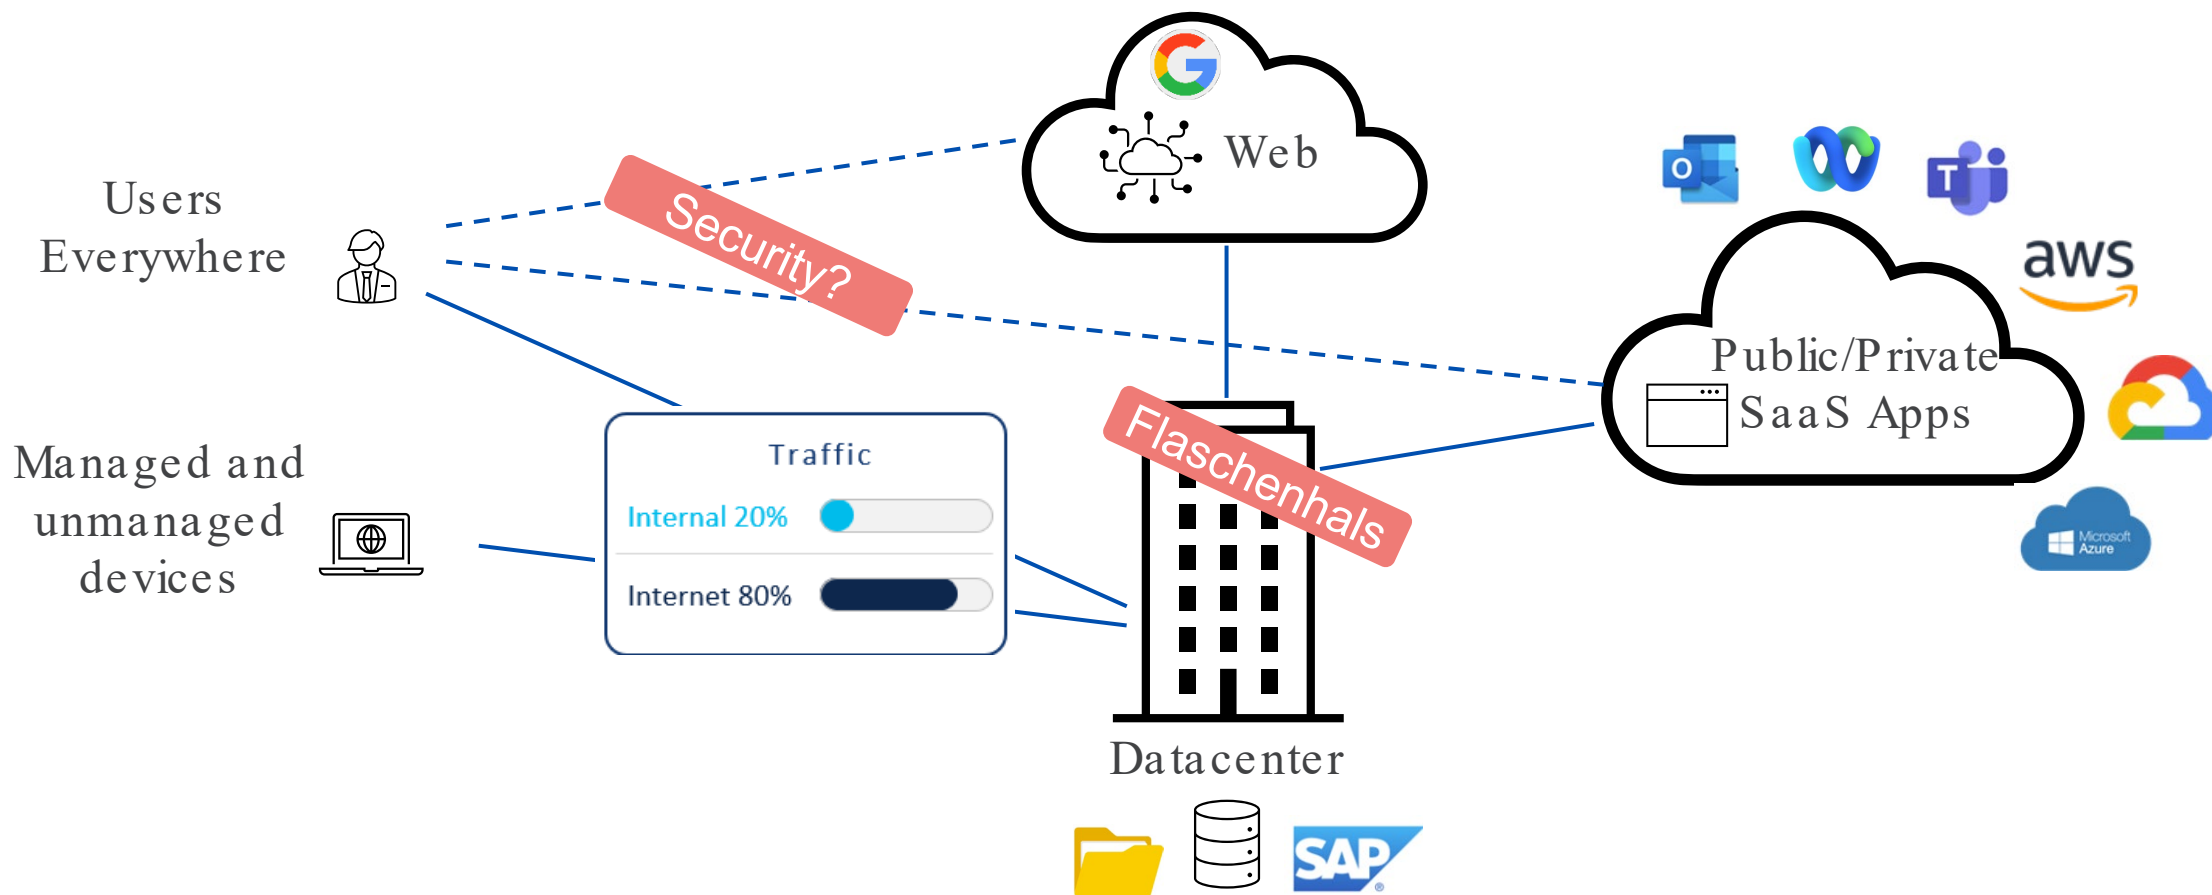 Web
Users
Everywhere
Security?
O
T
aws
Public/Private
SaaS Apps
Flaschenhals
Managed and
unmanaged
devices
Traffic
Internal 20%
Internet 80%
Microsoft
Azure
Datacenter
SAP®